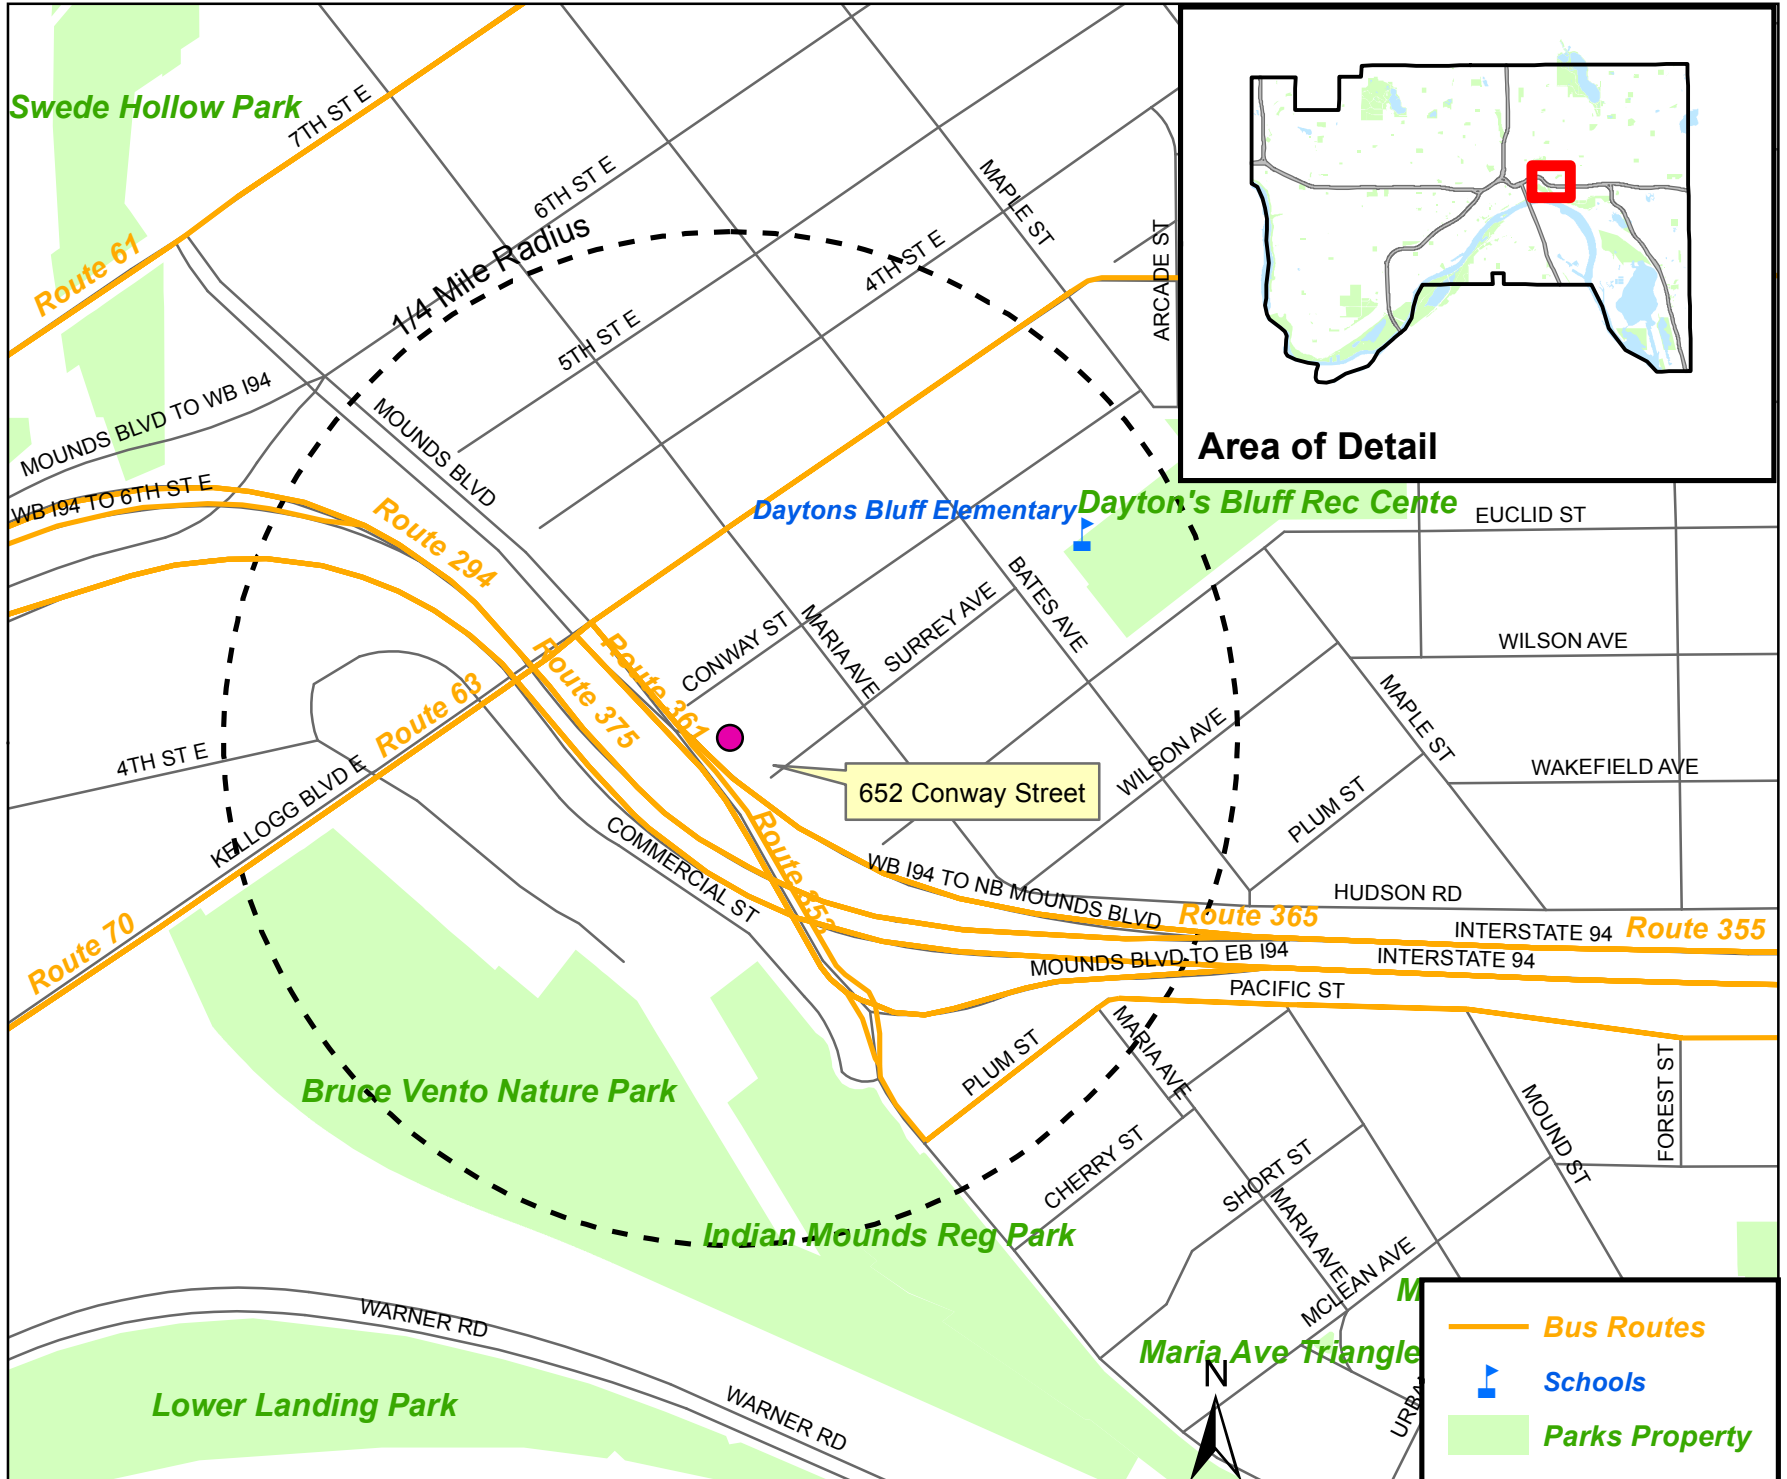 Swede Hollow Park
7TH ST E
6TH ST E
MAPLE ST
ARCADE ST
Route 61
1/4 Mile Radius
4TH ST E
5TH ST E
Area of Detail
MOUNDS BLVD TO WB I94
MOUNDS BLVD
WB I94 TO 6TH ST E
Route 294
Daytons Bluff Elementary
Dayton's Bluff Rec Cente
EUCLID ST
BATES AVE
SURREY AVE
CONWAY ST
MARIA AVE
WILSON AVE
Route 361
Route 375
Route 63
MAPLE ST
4TH ST E
KELLOGG BLVD E
WILSON AVE
WAKEFIELD AVE
652 Conway Street
PLUM ST
COMMERCIAL ST
Route 353
WB I94 TO NB MOUNDS BLVD
HUDSON RD
Route 365
INTERSTATE 94
Route 355
Route 70
MOUNDS BLVD TO EB I94
INTERSTATE 94
PACIFIC ST
PLUM ST
MARIA AVE
Bruce Vento Nature Park
FOREST ST
MOUND ST
CHERRY ST
SHORT ST
MARIA AVE
Indian Mounds Reg Park
MCLEAN AVE
M
WARNER RD
Maria Ave Triangle
N
Lower Landing Park
WARNER RD
Bus Routes
Schools
Parks Property